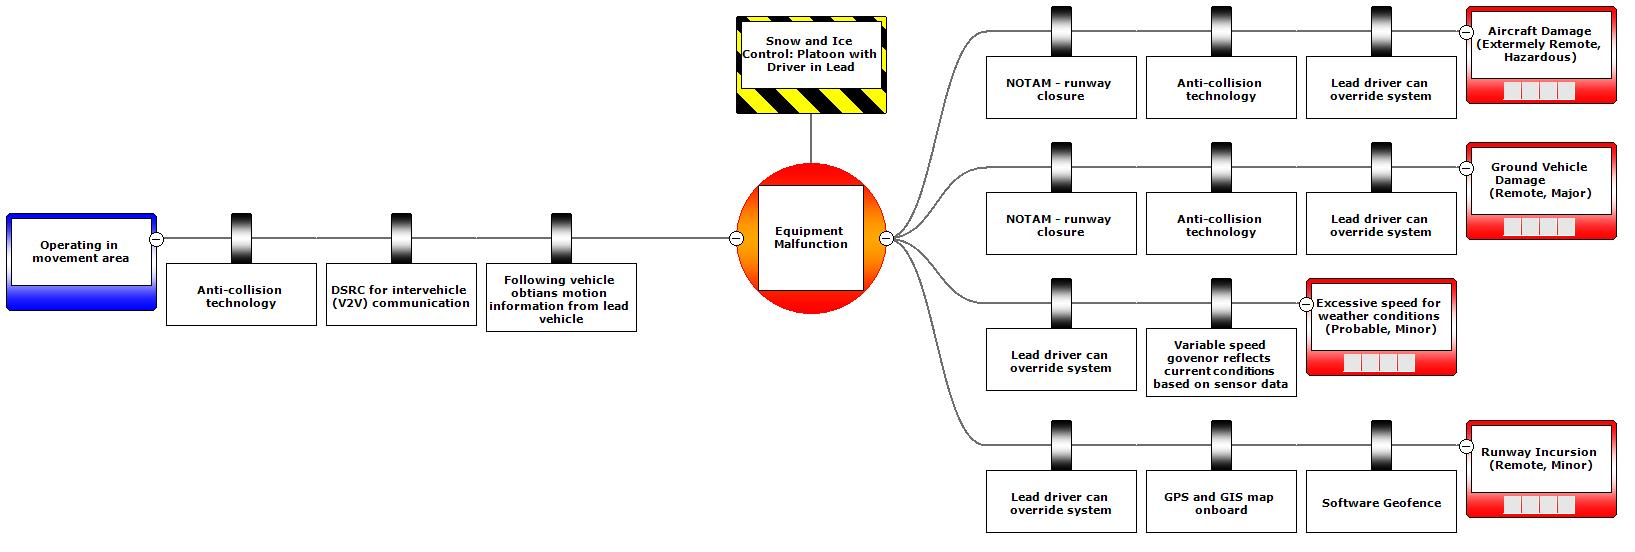 Snow and Ice
Control: Platoon with
Driver in Lead
Operating in
movement area
Anti-collision
technology
DSRC for intervehicle
(V2V) communication
Following vehicle
obtians motion
information from lead
vehicle
Equipment
Malfunction
NOTAM - runway
closure
Anti-collision
technology
Lead driver can
override system
Aircraft Damage
(Extermely Remote,
Hazardous)
NOTAM - runway
closure
Anti-collision
technology
Lead driver can
override system
Ground Vehicle
Damage
(Remote, Major)
Lead driver can
override system
Variable speed
govenor reflects
current conditions
based on sensor data
Excessive speed for
weather conditions
(Probable, Minor)
Lead driver can
override system
GPS and GIS map
onboard
Software Geofence
Runway Incursion
(Remote, Minor)